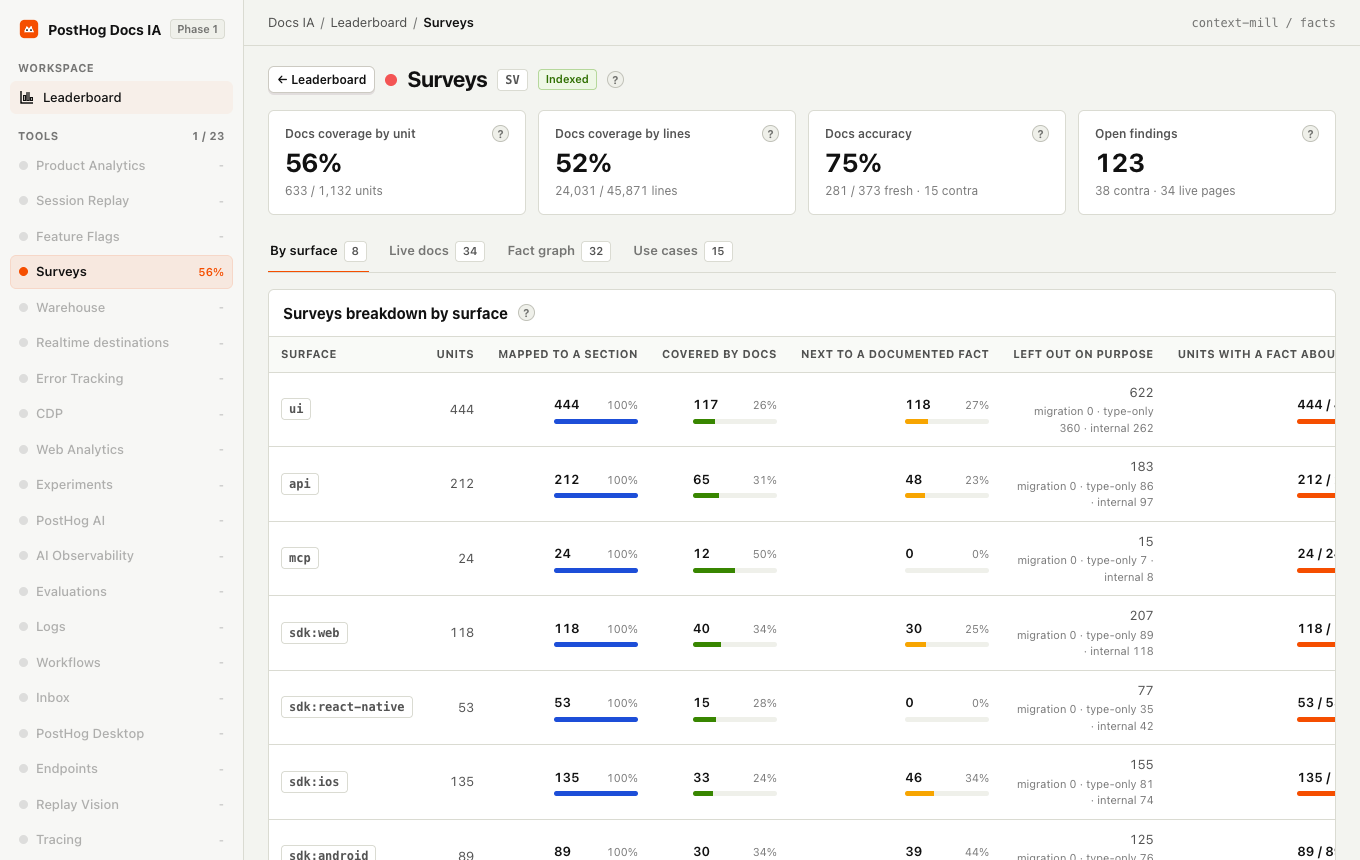 PostHog Docs IA Phase 1
WORKSPACE
Leaderboard
TOOLS 1 / 23
Product Analytics -
Session Replay -
Feature Flags -
Surveys 56%
Warehouse -
Realtime destinations -
Error Tracking -
CDP -
Web Analytics -
Experiments -
PostHog AI -
AI Observability -
Evaluations -
Logs -
Workflows -
Inbox -
PostHog Desktop -
Endpoints -
Replay Vision -
Tracing -
Docs IA / Leaderboard / Surveys
context-mill / facts
← Leaderboard Surveys SV Indexed ?
Docs coverage by unit ?
56%
633 / 1,132 units
Docs coverage by lines ?
52%
24,031 / 45,871 lines
Docs accuracy ?
75%
281 / 373 fresh · 15 contra
Open findings ?
123
38 contra · 34 live pages
By surface 8 Live docs 34 Fact graph 32 Use cases 15
Surveys breakdown by surface ?
SURFACE UNITS MAPPED TO A SECTION COVERED BY DOCS NEXT TO A DOCUMENTED FACT LEFT OUT ON PURPOSE UNITS WITH A FACT ABOU
ui 444 444 100% 117 26% 118 27% 622 444 /
migration 0 · type-only
360 · internal 262
api 212 212 100% 65 31% 48 23% 183 212 /
migration 0 · type-only 86
· internal 97
mcp 24 24 100% 12 50% 0 0% 15 24 / 2
migration 0 · type-only 7 ·
internal 8
sdk:web 118 118 100% 40 34% 30 25% 207 118 /
migration 0 · type-only 89
· internal 118
sdk:react-native 53 53 100% 15 28% 0 0% 77 53 / 5
migration 0 · type-only 35
· internal 42
sdk:ios 135 135 100% 33 24% 46 34% 155 135 /
migration 0 · type-only 81
· internal 74
sdk:android 89 89 100% 30 34% 39 44% 125 89 / 8
migration 0 · type-only 76